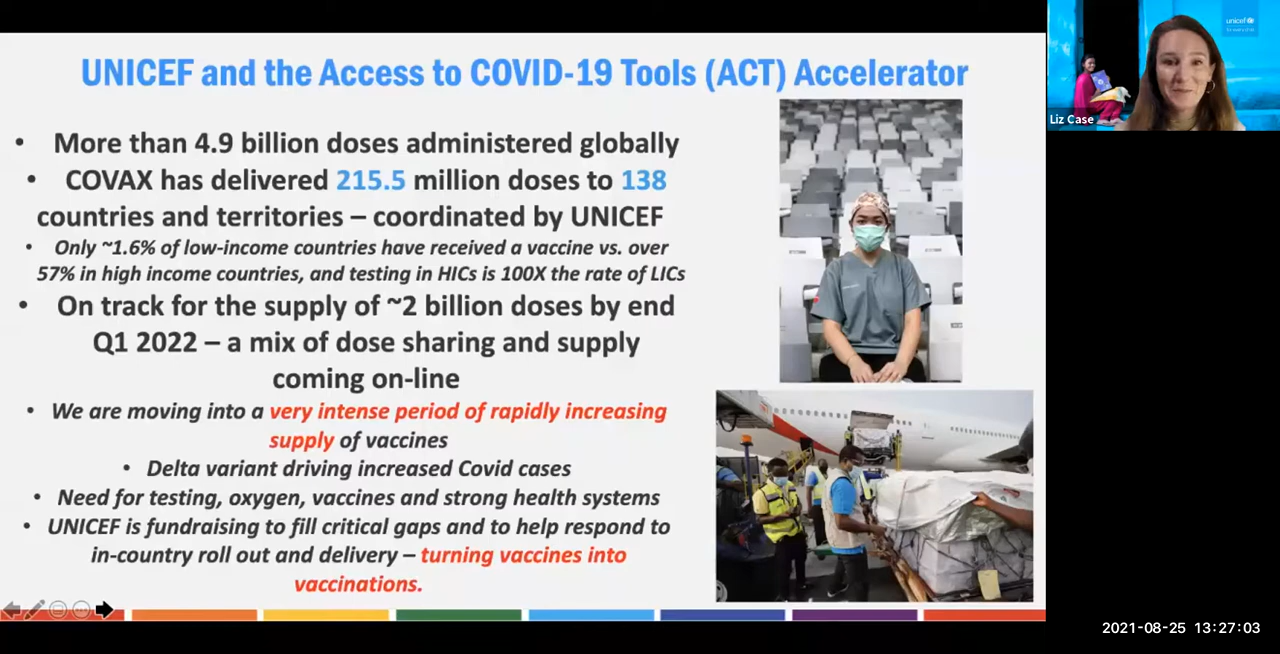 UNICEF and the Access to COVID-19 Tools (ACT) Accelerator
• More than 4.9 billion doses administered globally
• COVAX has delivered 215.5 million doses to 138
countries and territories – coordinated by UNICEF
• Only ~1.6% of low-income countries have received a vaccine vs. over
57% in high income countries, and testing in HICs is 100X the rate of LICs
• On track for the supply of ~2 billion doses by end
Q1 2022 – a mix of dose sharing and supply
coming on-line
• We are moving into a very intense period of rapidly increasing
supply of vaccines
• Delta variant driving increased Covid cases
• Need for testing, oxygen, vaccines and strong health systems
• UNICEF is fundraising to fill critical gaps and to help respond to
in-country roll out and delivery – turning vaccines into
vaccinations.
unicef
for every child
Liz Case
2021-08-25 13:27:03